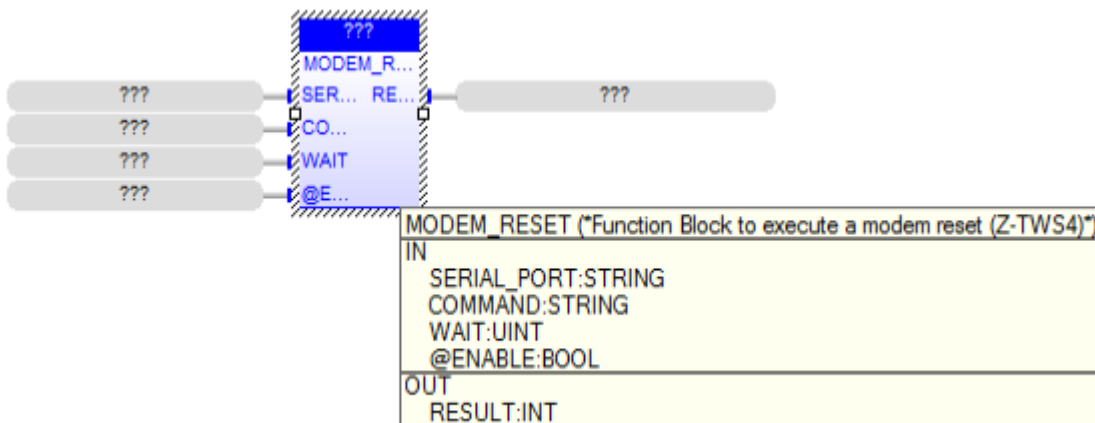 ???
MODEM_R...
??? SER... RE... ???
??? CO...
??? WAIT
??? @E...
MODEM_RESET (*Function Block to execute a modem reset (Z-TWS4)*)
IN
SERIAL_PORT:STRING
COMMAND:STRING
WAIT:UINT
@ENABLE:BOOL
OUT
RESULT:INT